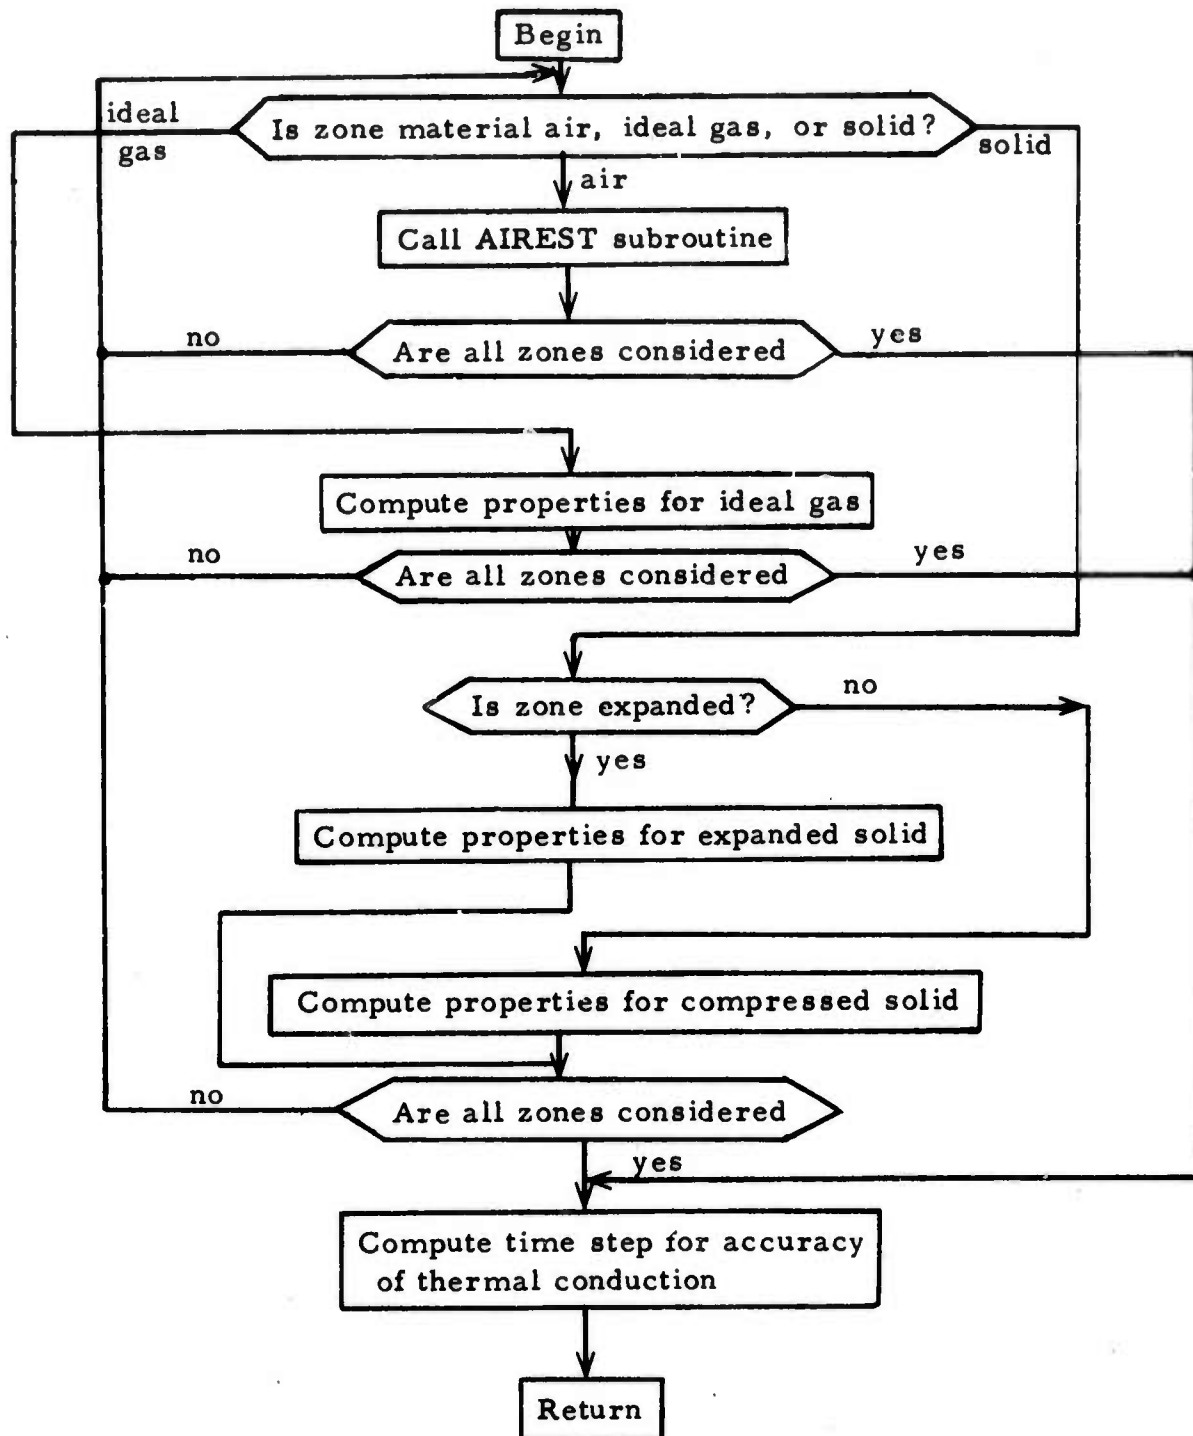 Begin
ideal
gas
Is zone material air, ideal gas, or solid?
solid
air
Call AIREST subroutine
no
Are all zones considered
yes
Compute properties for ideal gas
no
Are all zones considered
yes
Is zone expanded?
no
yes
Compute properties for expanded solid
Compute properties for compressed solid
no
Are all zones considered
yes
Compute time step for accuracy
of thermal conduction
Return